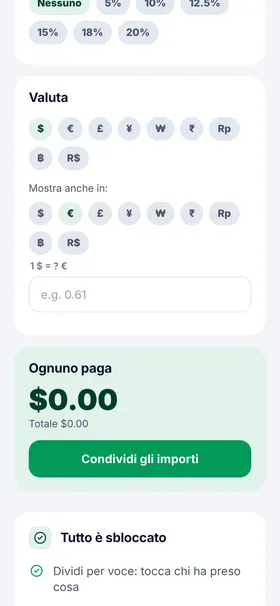 Nessuno 5% 10% 12.5%
15% 18% 20%
Valuta
$ € £ ¥ ₩ ₹ Rp
฿ R$
Mostra anche in:
$ € £ ¥ ₩ ₹ Rp
฿ R$
1 $ = ? €
e.g. 0.61
Ognuno paga
$0.00
Totale $0.00
Condividi gli importi
Tutto è sbloccato
Dividi per voce: tocca chi ha preso
cosa